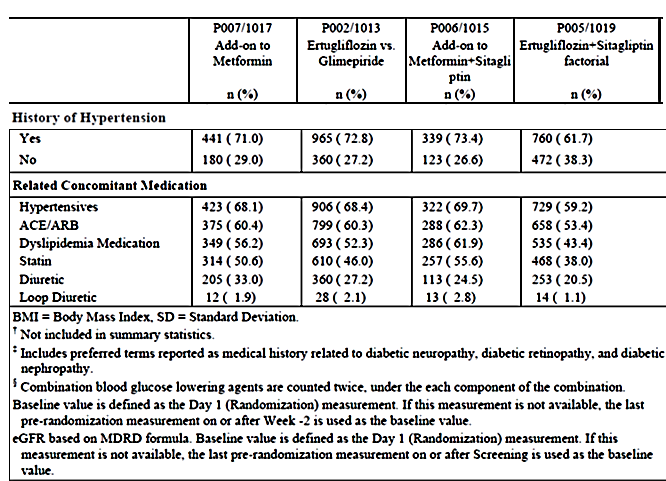 P007/1017 P002/1013 P006/1015 P005/1019
Add-on to Ertugliflozin vs. Add-on to Ertugliflozin+Sitagliptin
Metformin Glimepiride Metformin+Sitagli factorial
ptin
n (%) n (%) n (%) n (%)
History of Hypertension
Yes 441 ( 71.0) 965 ( 72.8) 339 ( 73.4) 760 ( 61.7)
No 180 ( 29.0) 360 ( 27.2) 123 ( 26.6) 472 ( 38.3)
Related Concomitant Medication
Hypertensives 423 ( 68.1) 906 ( 68.4) 322 ( 69.7) 729 ( 59.2)
ACE/ARB 375 ( 60.4) 799 ( 60.3) 288 ( 62.3) 658 ( 53.4)
Dyslipidemia Medication 349 ( 56.2) 693 ( 52.3) 286 ( 61.9) 535 ( 43.4)
Statin 314 ( 50.6) 610 ( 46.0) 257 ( 55.6) 468 ( 38.0)
Diuretic 205 ( 33.0) 360 ( 27.2) 113 ( 24.5) 253 ( 20.5)
Loop Diuretic 12 ( 1.9) 28 ( 2.1) 13 ( 2.8) 14 ( 1.1)
BMI = Body Mass Index, SD = Standard Deviation.
† Not included in summary statistics.
‡ Includes preferred terms reported as medical history related to diabetic neuropathy, diabetic retinopathy, and diabetic
nephropathy.
§ Combination blood glucose lowering agents are counted twice, under the each component of the combination.
Baseline value is defined as the Day 1 (Randomization) measurement. If this measurement is not available, the last
pre-randomization measurement on or after Week -2 is used as the baseline value.
eGFR based on MDRD formula. Baseline value is defined as the Day 1 (Randomization) measurement. If this
measurement is not available, the last pre-randomization measurement on or after Screening is used as the baseline
value.